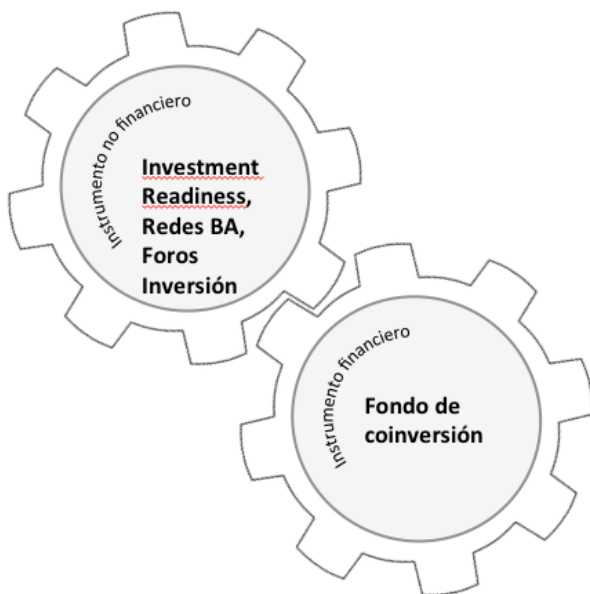 Instrumento no financiero
Investment
Readiness,
Redes BA,
Foros
Inversión
Instrumento financiero
Fondo de
coinversión